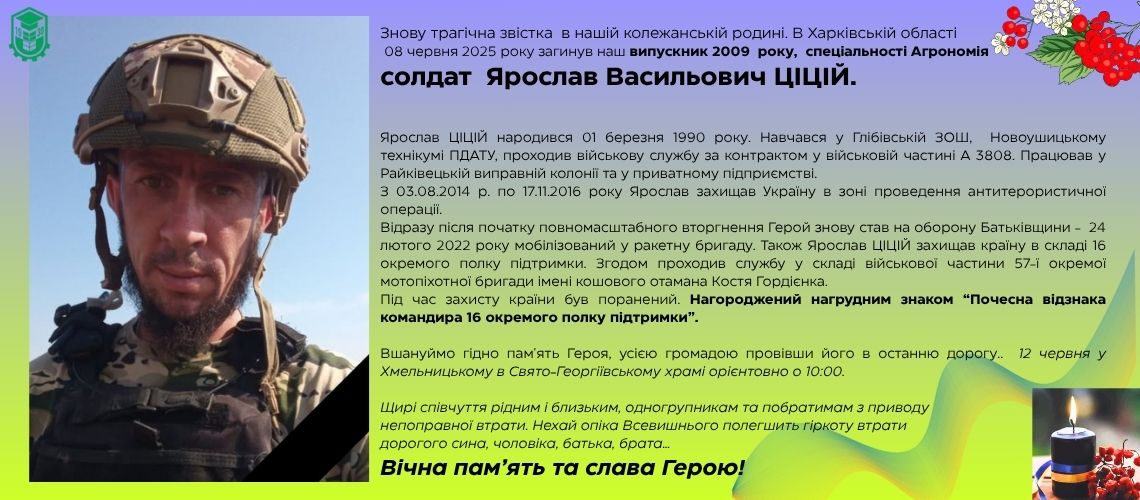 Знову трагічна звістка в нашій колежанській родині. В Харківській області
08 червня 2025 року загинув наш випускник 2009 року, спеціальності Агрономія
солдат Ярослав Васильович ЦІЦІЙ.
Ярослав ЦІЦІЙ народився 01 березня 1990 року. Навчався у Глібівській ЗОШ, Новоушицькому
технікумі ПДАТУ, проходив військову службу за контрактом у військовій частині А 3808. Працював у
Райківецькій виправній колонії та у приватному підприємстві.
З 03.08.2014 р. по 17.11.2016 року Ярослав захищав Україну в зоні проведення антитерористичної
операції.
Відразу після початку повномасштабного вторгнення Герой знову став на оборону Батьківщини - 24
лютого 2022 року мобілізований у ракетну бригаду. Також Ярослав ЦІЦІЙ захищав країну в складі 16
окремого полку підтримки. Згодом проходив службу у складі військової частини 57-ї окремої
мотопіхотної бригади імені кошового отамана Костя Гордієнка.
Під час захисту країни був поранений. Нагороджений нагрудним знаком “Почесна відзнака
командира 16 окремого полку підтримки”.
Вшануймо гідно пам'ять Героя, усією громадою провівши його в останню дорогу.. 12 червня у
Хмельницькому в Свято-Георгіївському храмі орієнтовно о 10:00.
Щирі співчуття рідним і близьким, одногрупникам та побратимам з приводу
непоправної втрати. Нехай опіка Всевишнього полегшить гіркоту втрати
дорогого сина, чоловіка, батька, брата...
Вічна пам’ять та слава Герою!